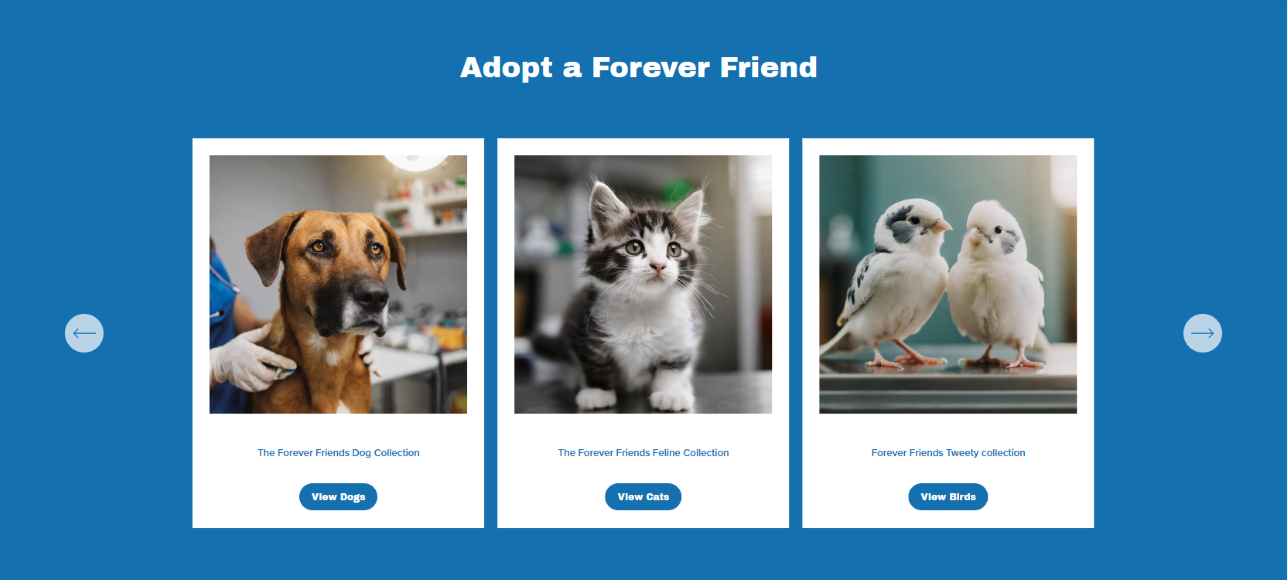 Adopt a Forever Friend
The Forever Friends Dog Collection
The Forever Friends Feline Collection
Forever Friends Tweety collection
View Dogs
View Cats
View Birds